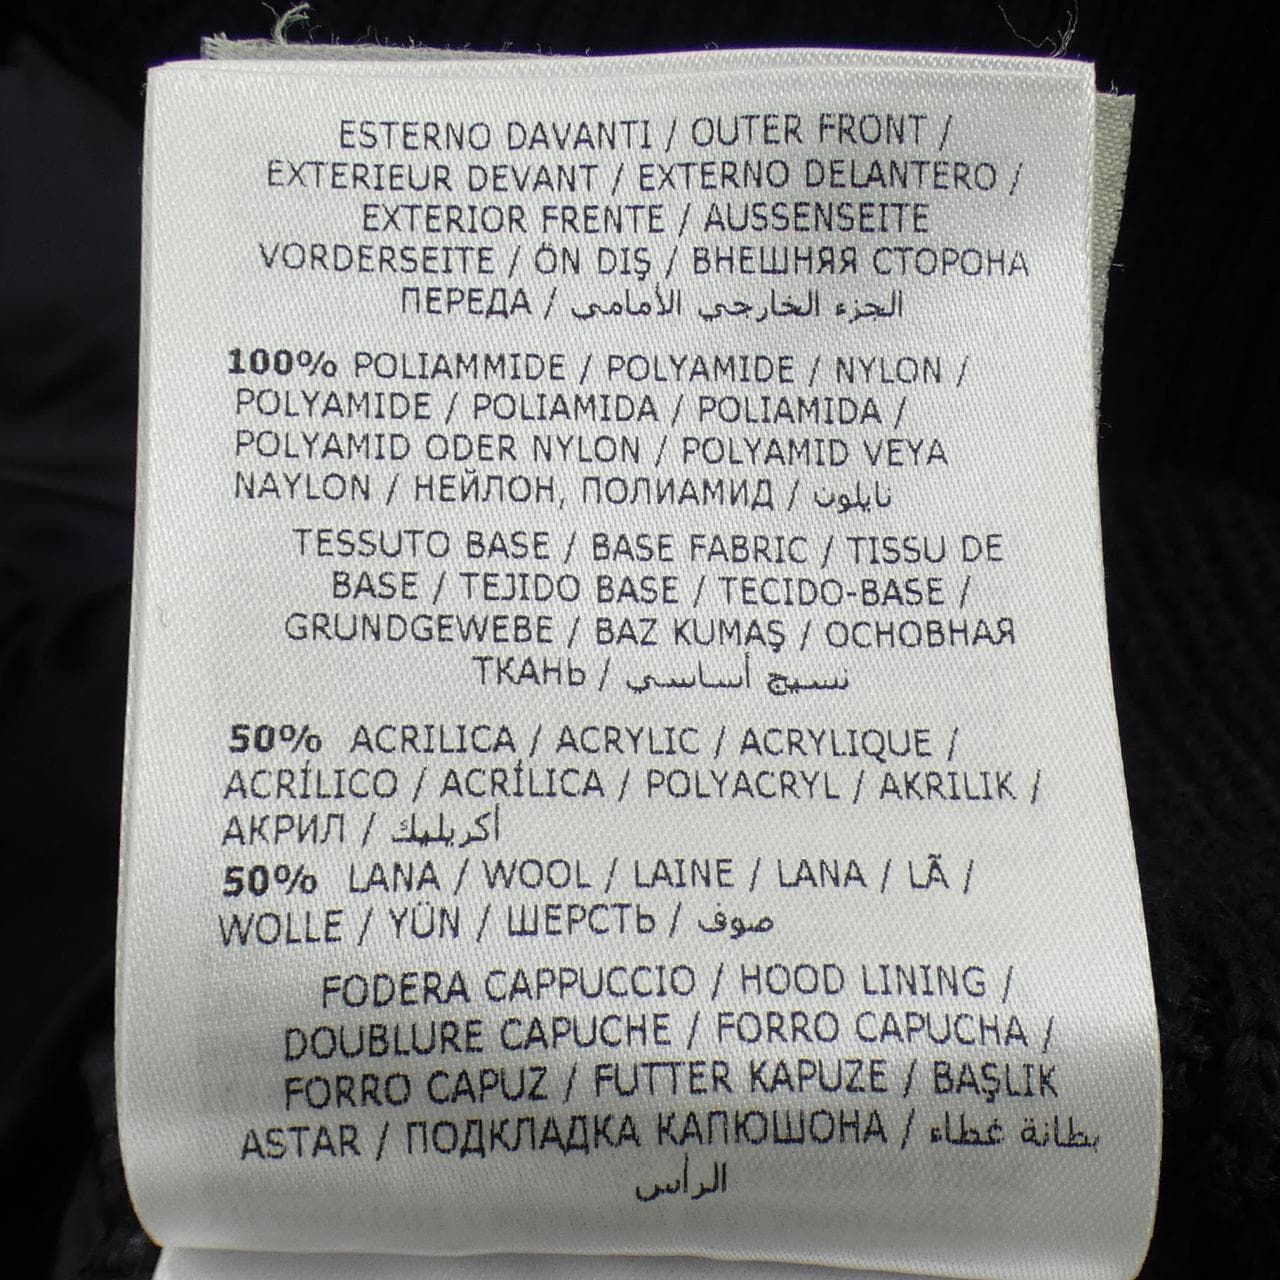 ESTERNO DAVANTI / OUTER FRONT /
EXTERIEUR DEVANT / EXTERNO DELANTERO /
EXTERIOR FRENTE / AUSSENSEITE
VORDERSEITE / ÖN DIŞ / ВНЕШНЯЯ СТОРОНА
ПЕРЕДА / الجزء الخارجي الأمامي
100% POLIAMMIDE / POLYAMIDE / NYLON /
POLYAMIDE / POLIAMIDA / POLIAMIDA /
POLYAMID ODER NYLON / POLYAMID VEYA
NAYLON / НЕЙЛОН, ПОЛИАМИД / نايلون
TESSUTO BASE / BASE FABRIC / TISSU DE
BASE / TEJIDO BASE / TECIDO-BASE /
GRUNDGEWEBE / BAZ KUMAŞ / ОСНОВНАЯ
ТКАНЬ / نسيج أساسي
50% ACRILICA / ACRYLIC / ACRYLIQUE /
ACRÍLICO / ACRÍLICA / POLYACRYL / AKRILIK /
АКРИЛ / أكريليك
50% LANA / WOOL / LAINE / LANA / LÃ /
WOLLE / YÜN / ШЕРСТЬ / صوف
FODERA CAPPUCCIO / HOOD LINING /
DOUBLURE CAPUCHE / FORRO CAPUCHA /
FORRO CAPUZ / FUTTER KAPUZE / BAŞLIK
ASTAR / ПОДКЛАДКА КАПЮШОНА / بطانة غطاء
الرأس